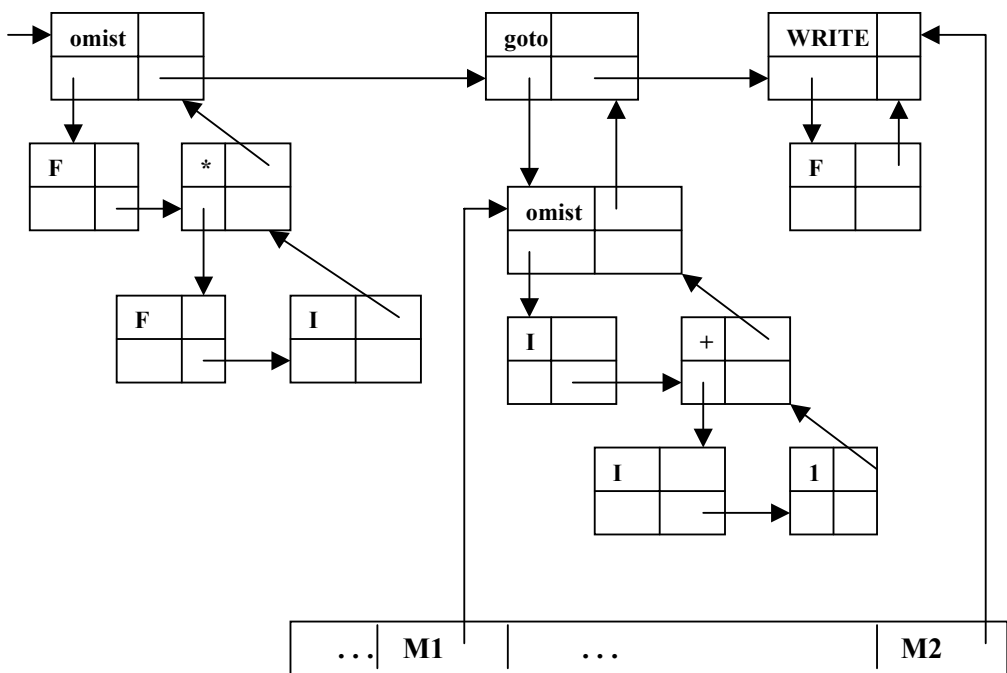 omist goto WRITE
F * F
omist
F I I +
I 1
... M1 ... M2